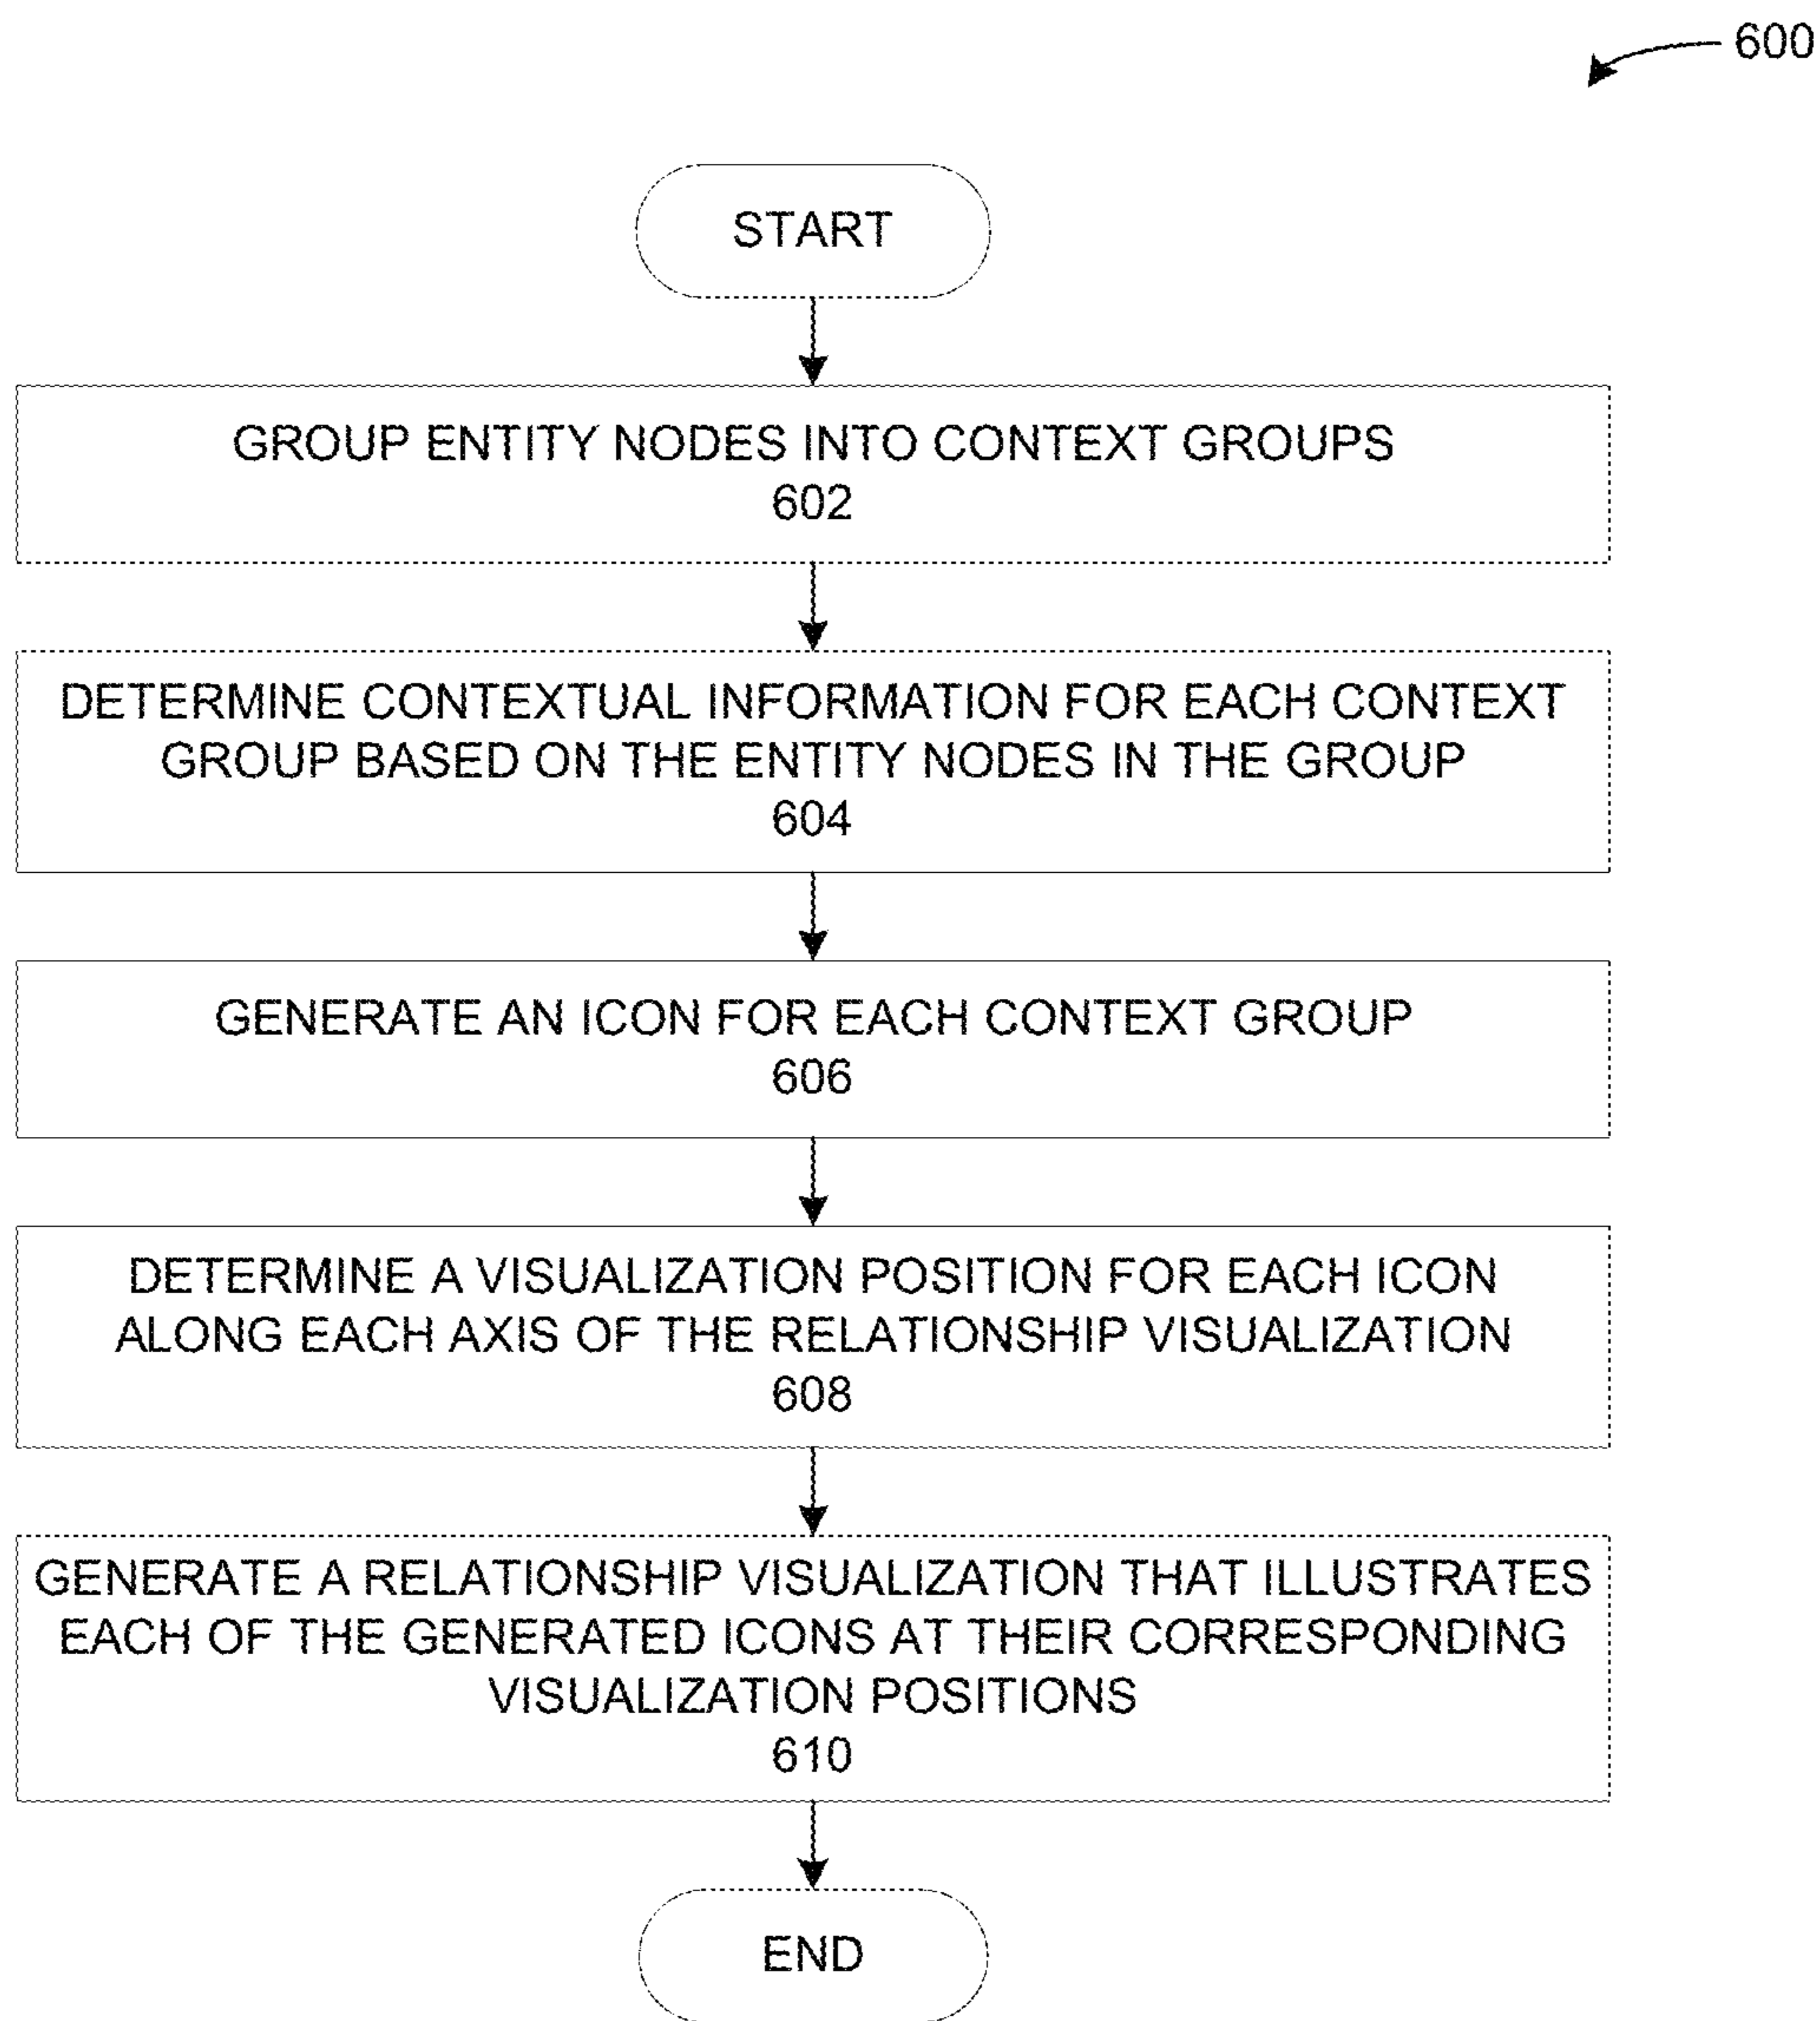 600
START
GROUP ENTITY NODES INTO CONTEXT GROUPS
602
DETERMINE CONTEXTUAL INFORMATION FOR EACH CONTEXT
GROUP BASED ON THE ENTITY NODES IN THE GROUP
604
GENERATE AN ICON FOR EACH CONTEXT GROUP
606
DETERMINE A VISUALIZATION POSITION FOR EACH ICON
ALONG EACH AXIS OF THE RELATIONSHIP VISUALIZATION
608
GENERATE A RELATIONSHIP VISUALIZATION THAT ILLUSTRATES
EACH OF THE GENERATED ICONS AT THEIR CORRESPONDING
VISUALIZATION POSITIONS
610
END